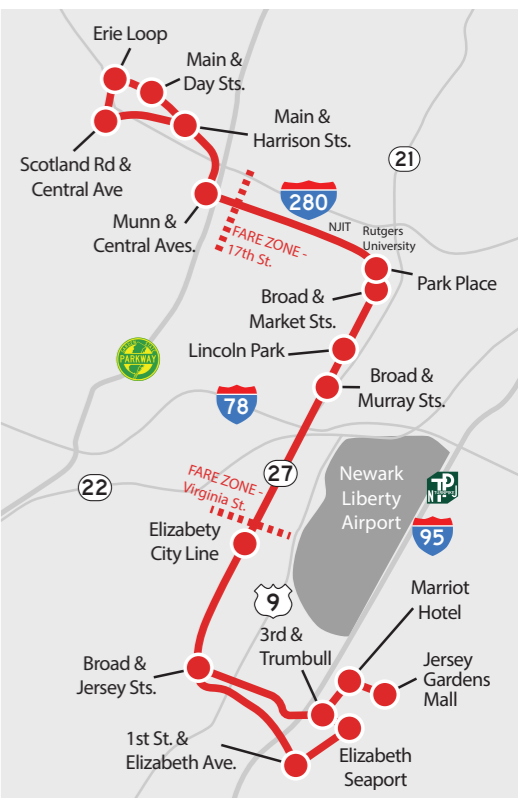 Erie Loop
Main &
Day Sts.
Main &
Harrison Sts.
Scotland Rd &
Central Ave
21
280
Munn &
Central Aves.
FARE ZONE -
17th St.
NJIT
Rutgers
University
Park Place
Broad &
Market Sts.
Lincoln Park
PARKWAY
Broad &
Murray Sts.
78
27
22
FARE ZONE -
Virginia St.
Newark
Liberty
Airport
95
Elizabety
City Line
9
Marriot
Hotel
3rd &
Trumbull
Jersey
Gardens
Mall
Broad &
Jersey Sts.
1st St. &
Elizabeth Ave.
Elizabeth
Seaport